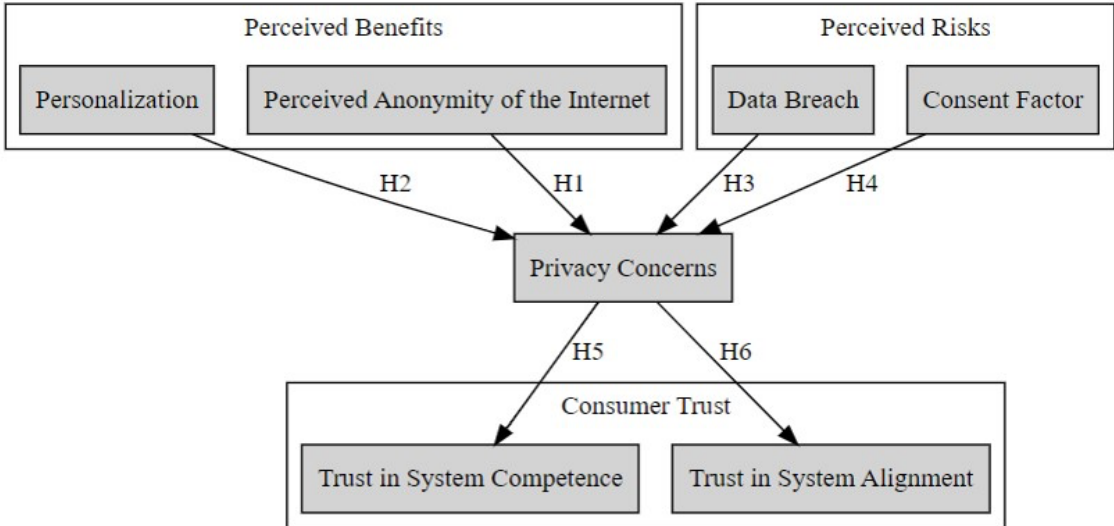 Perceived Benefits
Perceived Risks
Personalization
Perceived Anonymity of the Internet
Data Breach
Consent Factor
H2
H1
H3
H4
Privacy Concerns
H5
H6
Consumer Trust
Trust in System Competence
Trust in System Alignment